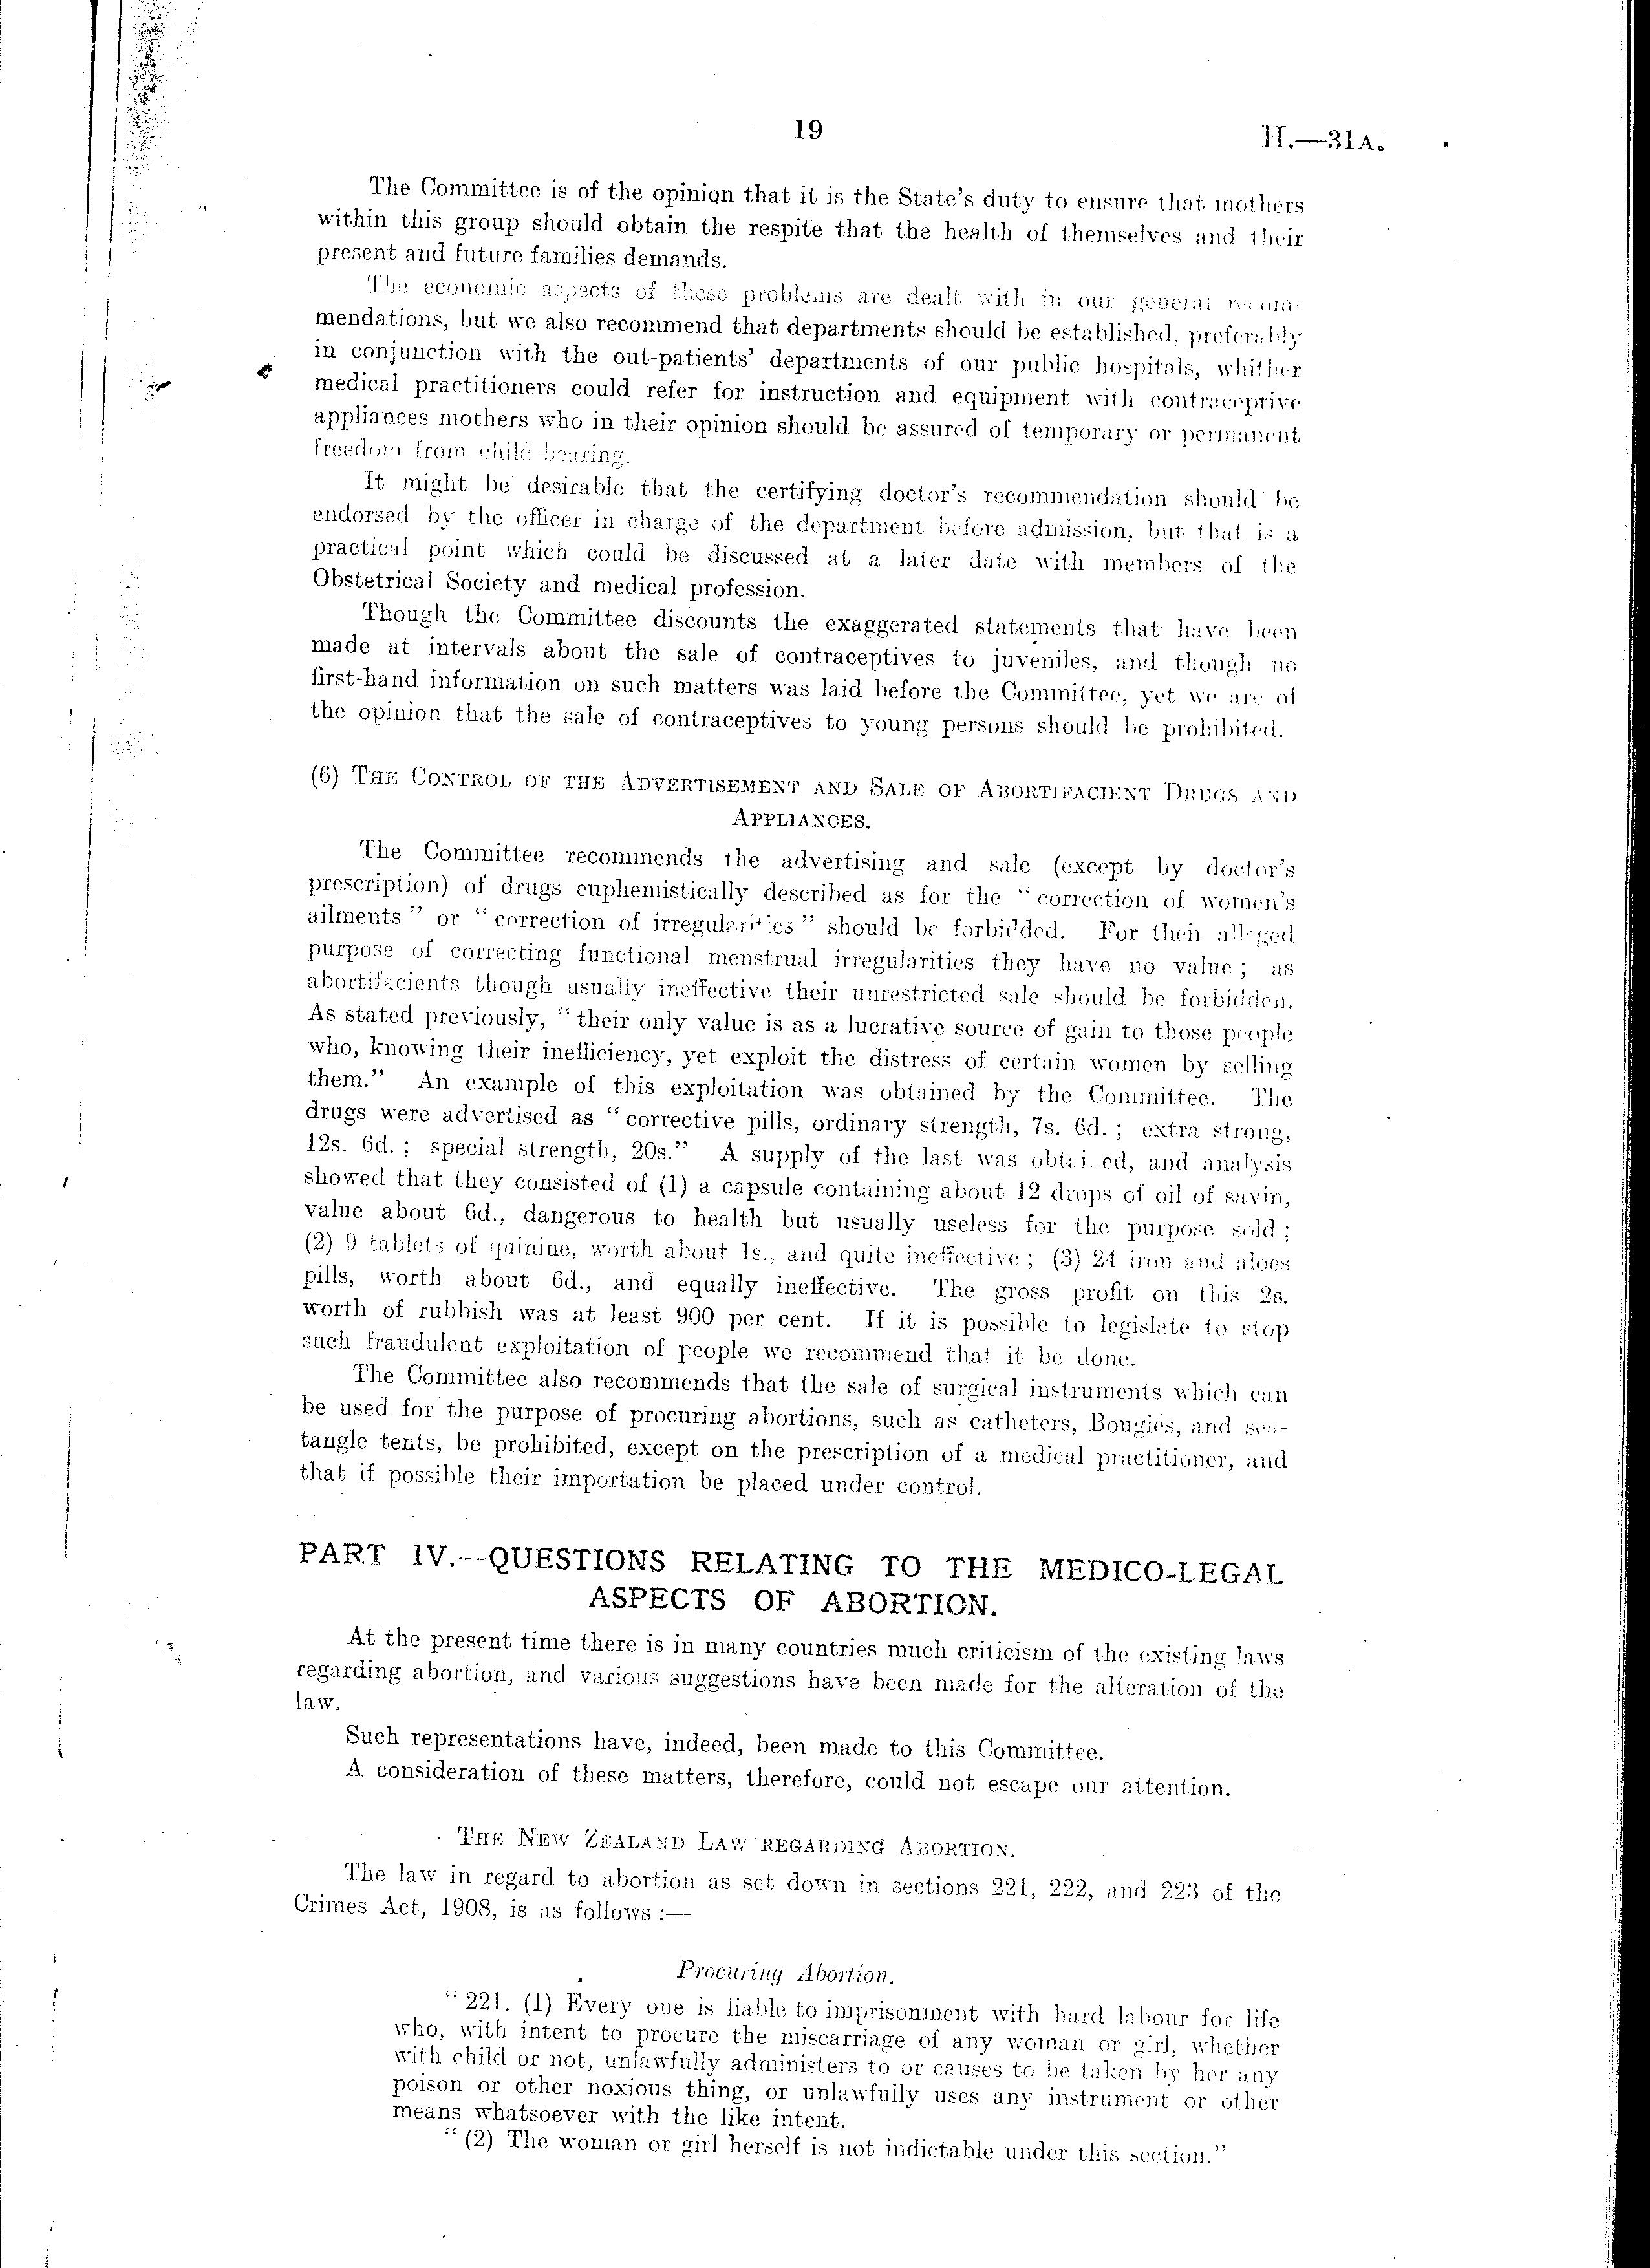 19
H.—31A.
The Committee is of the opinion that it is the State's duty to ensure that mothers
within this group should obtain the respite that the health of themselves and their
present and future families demands.
The economic aspects of these problems are dealt with in our general recom-
mendations, but we also recommend that departments should be established, preferably
in conjunction with the out-patients' departments of our public hospitals, whither
medical practitioners could refer for instruction and equipment with contraceptive
appliances mothers who in their opinion should be assured of temporary or permanent
freedom from child-bearing.
It might be desirable that the certifying doctor's recommendation should be
endorsed by the officer in charge of the department before admission, but that is a
practical point which could be discussed at a later date with members of the
Obstetrical Society and medical profession.
Though the Committee discounts the exaggerated statements that have been
made at intervals about the sale of contraceptives to juveniles, and though no
first-hand information on such matters was laid before the Committee, yet we are of
the opinion that the sale of contraceptives to young persons should be prohibited.
(6) The Control of the Advertisement and Sale of Abortifacient Drugs and
Appliances.
The Committee recommends the advertising and sale (except by doctor's
prescription) of drugs euphemistically described as for the "correction of women's
ailments" or "correction of irregularities" should be forbidded. For their alleged
purpose of correcting functional menstrual irregularities they have no value; as
abortifacients though usually ineffective their unrestricted sale should be forbidden.
As stated previously, "their only value is as a lucrative source of gain to those people
who, knowing their inefficiency, yet exploit the distress of certain women by selling
them." An example of this exploitation was obtained by the Committee. The
drugs were advertised as "corrective pills, ordinary strength, 7s. 6d.; extra strong,
12s. 6d.; special strength, 20s." A supply of the last was obtained, and analysis
showed that they consisted of (1) a capsule containing about 12 drops of oil of savin,
value about 6d., dangerous to health but usually useless for the purpose sold;
(2) 9 tablets of quinine, worth about 1s., and quite ineffective; (3) 24 iron and aloes
pills, worth about 6d., and equally ineffective. The gross profit on this 2s.
worth of rubbish was at least 900 per cent. If it is possible to legislate to stop
such fraudulent exploitation of people we recommend that it be done.
The Committee also recommends that the sale of surgical instruments which can
be used for the purpose of procuring abortions, such as catheters, Bougies, and sea-
tangle tents, be prohibited, except on the prescription of a medical practitioner, and
that if possible their importation be placed under control.
PART IV.—QUESTIONS RELATING TO THE MEDICO-LEGAL
ASPECTS OF ABORTION.
At the present time there is in many countries much criticism of the existing laws
regarding abortion, and various suggestions have been made for the alteration of the
law.
Such representations have, indeed, been made to this Committee.
A consideration of these matters, therefore, could not escape our attention.
The New Zealand Law regarding Abortion.
The law in regard to abortion as set down in sections 221, 222, and 223 of the
Crimes Act, 1908, is as follows:—
Procuring Abortion.
"221. (1) Every one is liable to imprisonment with hard labour for life
who, with intent to procure the miscarriage of any woman or girl, whether
with child or not, unlawfully administers to or causes to be taken by her any
poison or other noxious thing, or unlawfully uses any instrument or other
means whatsoever with the like intent.
"(2) The woman or girl herself is not indictable under this section."